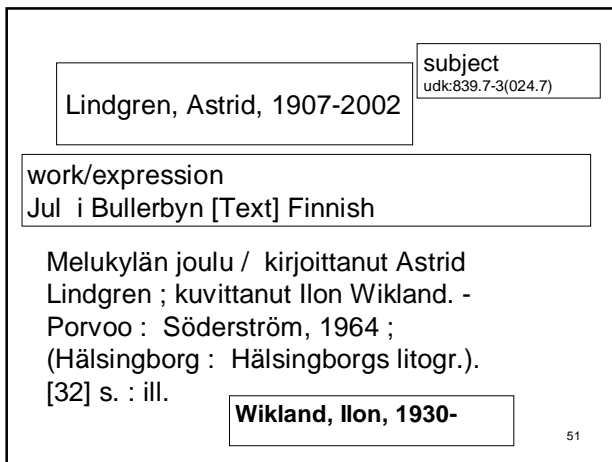 subject
udk:839.7-3(024.7)
Lindgren, Astrid, 1907-2002
work/expression
Jul i Bullerbyn [Text] Finnish
Melukylän joulu / kirjoittanut Astrid
Lindgren ; kuvittanut Ilon Wikland. -
Porvoo : Söderström, 1964 ;
(Hälsingborg : Hälsingborgs litogr.).
[32] s. : ill.
Wikland, Ilon, 1930-
51